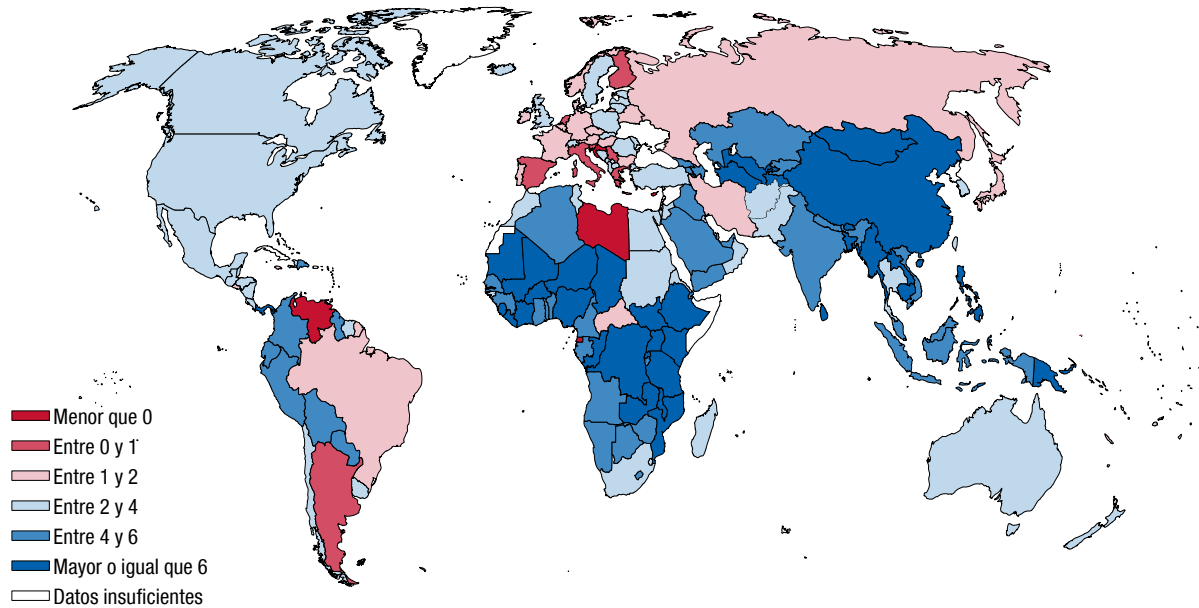 Menor que 0
Entre 0 y 1
Entre 1 y 2
Entre 2 y 4
Entre 4 y 6
Mayor o igual que 6
Datos insuficientes